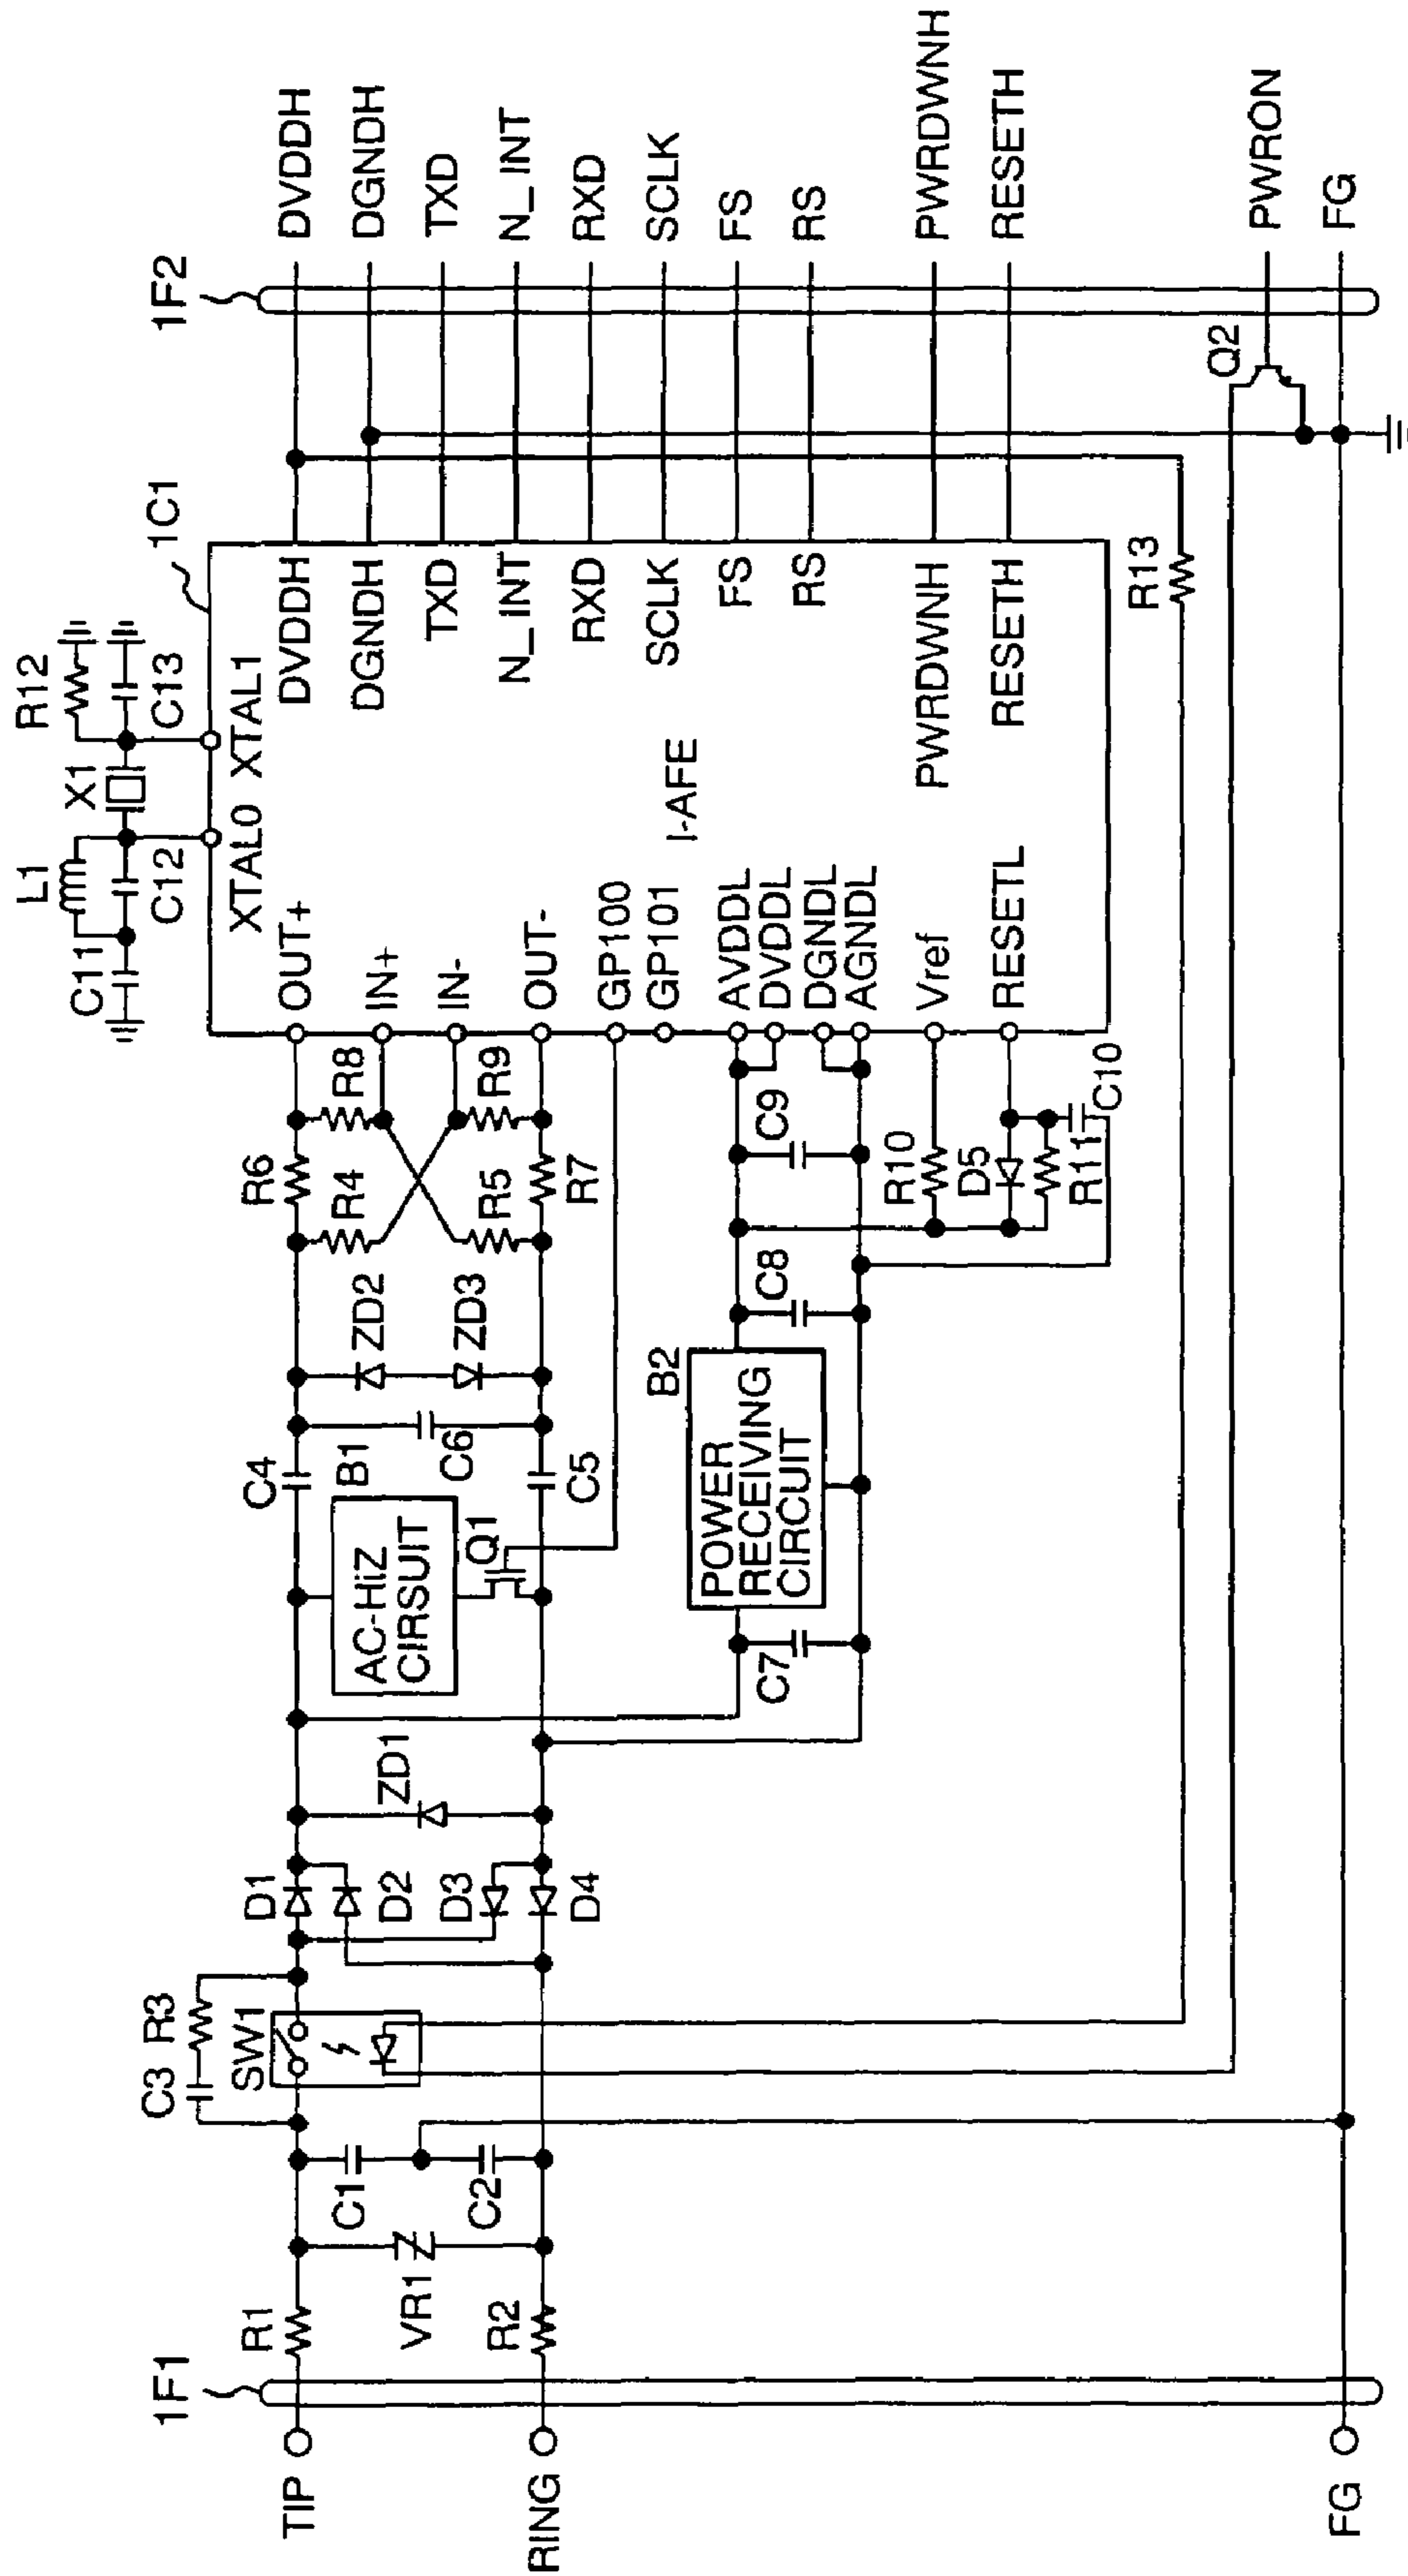 1F1
TIP
RING
FG
R1
VR1
R2
C1
C2
C3
R3
SW1
D1
D2
D3
D4
ZD1
AC-HiZ
CIRSUIT
B1
Q1
C4
C6
C5
ZD2
ZD3
R6
R4
R5
R7
R8
R9
C7
POWER
RECEIVING
CIRCUIT
B2
C8
C9
R10
D5
R11
C10
C11
L1
C12
X1
R12
C13
1C1
XTAL0
XTAL1
OUT+
IN+
IN-
OUT-
GP100
GP101
AVDDL
DVDDL
DGNDL
AGNDL
Vref
RESETL
I-AFE
DVDDH
DGNDH
TXD
N_INT
RXD
SCLK
FS
RS
PWRDWNH
RESETH
R13
Q2
1F2
DVDDH
DGNDH
TXD
N_INT
RXD
SCLK
FS
RS
PWRDWNH
RESETH
PWRON
FG